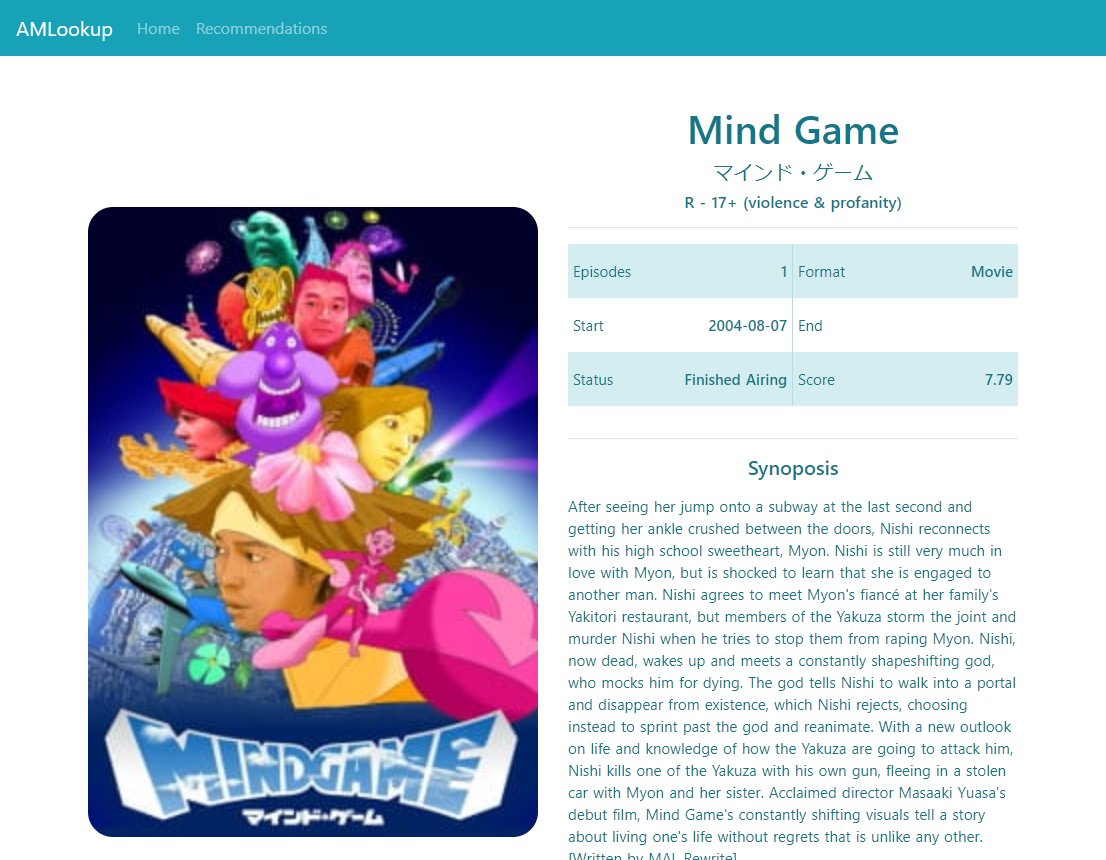 AMLookup Home Recommendations
Mind Game
マインド・ゲーム
R - 17+ (violence & profanity)
Episodes 1 Format Movie
Start 2004-08-07 End
Status Finished Airing Score 7.79
Synoposis
After seeing her jump onto a subway at the last second and
getting her ankle crushed between the doors, Nishi reconnects
with his high school sweetheart, Myon. Nishi is still very much in
love with Myon, but is shocked to learn that she is engaged to
another man. Nishi agrees to meet Myon's fiancé at her family's
Yakitori restaurant, but members of the Yakuza storm the joint and
murder Nishi when he tries to stop them from raping Myon. Nishi,
now dead, wakes up and meets a constantly shapeshifting god,
who mocks him for dying. The god tells Nishi to walk into a portal
and disappear from existence, which Nishi rejects, choosing
instead to sprint past the god and reanimate. With a new outlook
on life and knowledge of how the Yakuza are going to attack him,
Nishi kills one of the Yakuza with his own gun, fleeing in a stolen
car with Myon and her sister. Acclaimed director Masaaki Yuasa's
debut film, Mind Game's constantly shifting visuals tell a story
about living one's life without regrets that is unlike any other.
[Written by MAL Rewrite]
MINDGAME
マインド・ゲーム